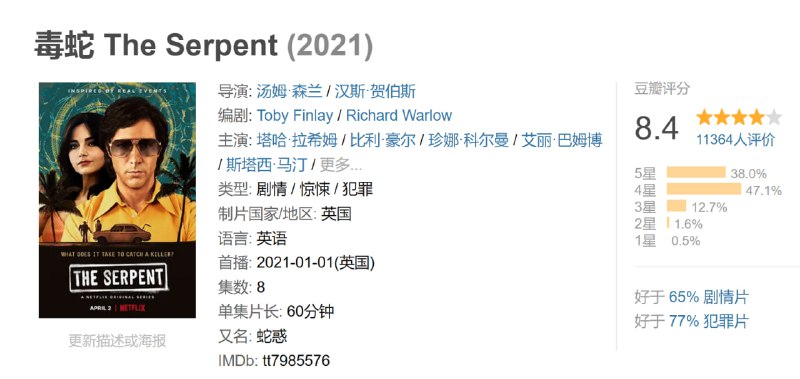 毒蛇 The Serpent (2021)
INSPIRED BY REAL EVENTS
WHAT DOES IT TAKE TO CATCH A KILLER?
THE SERPENT
A NETFLIX ORIGINAL SERIES
APRIL 2 | NETFLIX
更新描述或海报
导演: 汤姆·森兰 / 汉斯·贺伯斯
编剧: Toby Finlay / Richard Warlow
主演: 塔哈·拉希姆 / 比利·豪尔 / 珍娜·科尔曼 / 艾丽·巴姆博
/ 斯塔西·马汀 / 更多...
类型: 剧情 / 惊悚 / 犯罪
制片国家/地区: 英国
语言: 英语
首播: 2021-01-01(英国)
集数: 8
单集片长: 60分钟
又名: 蛇惑
IMDb: tt7985576
豆瓣评分
8.4
11364人评价
5星 38.0%
4星 47.1%
3星 12.7%
2星 1.6%
1星 0.5%
好于 65% 剧情片
好于 77% 犯罪片